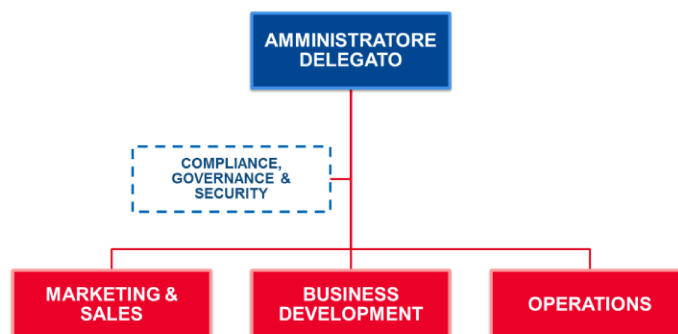 AMMINISTRATORE
DELEGATO
COMPLIANCE,
GOVERNANCE &
SECURITY
MARKETING &
SALES
BUSINESS
DEVELOPMENT
OPERATIONS